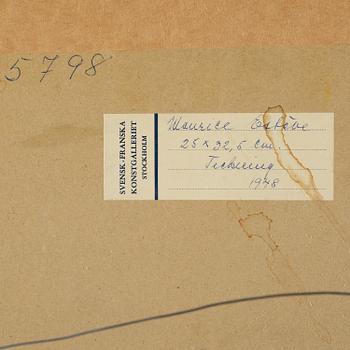 5798
SVENSK-FRANSKA
KONSTGALLERIET
STOCKHOLM
Maurice Estève
25 x 32,5 cm.
Teckning
1948